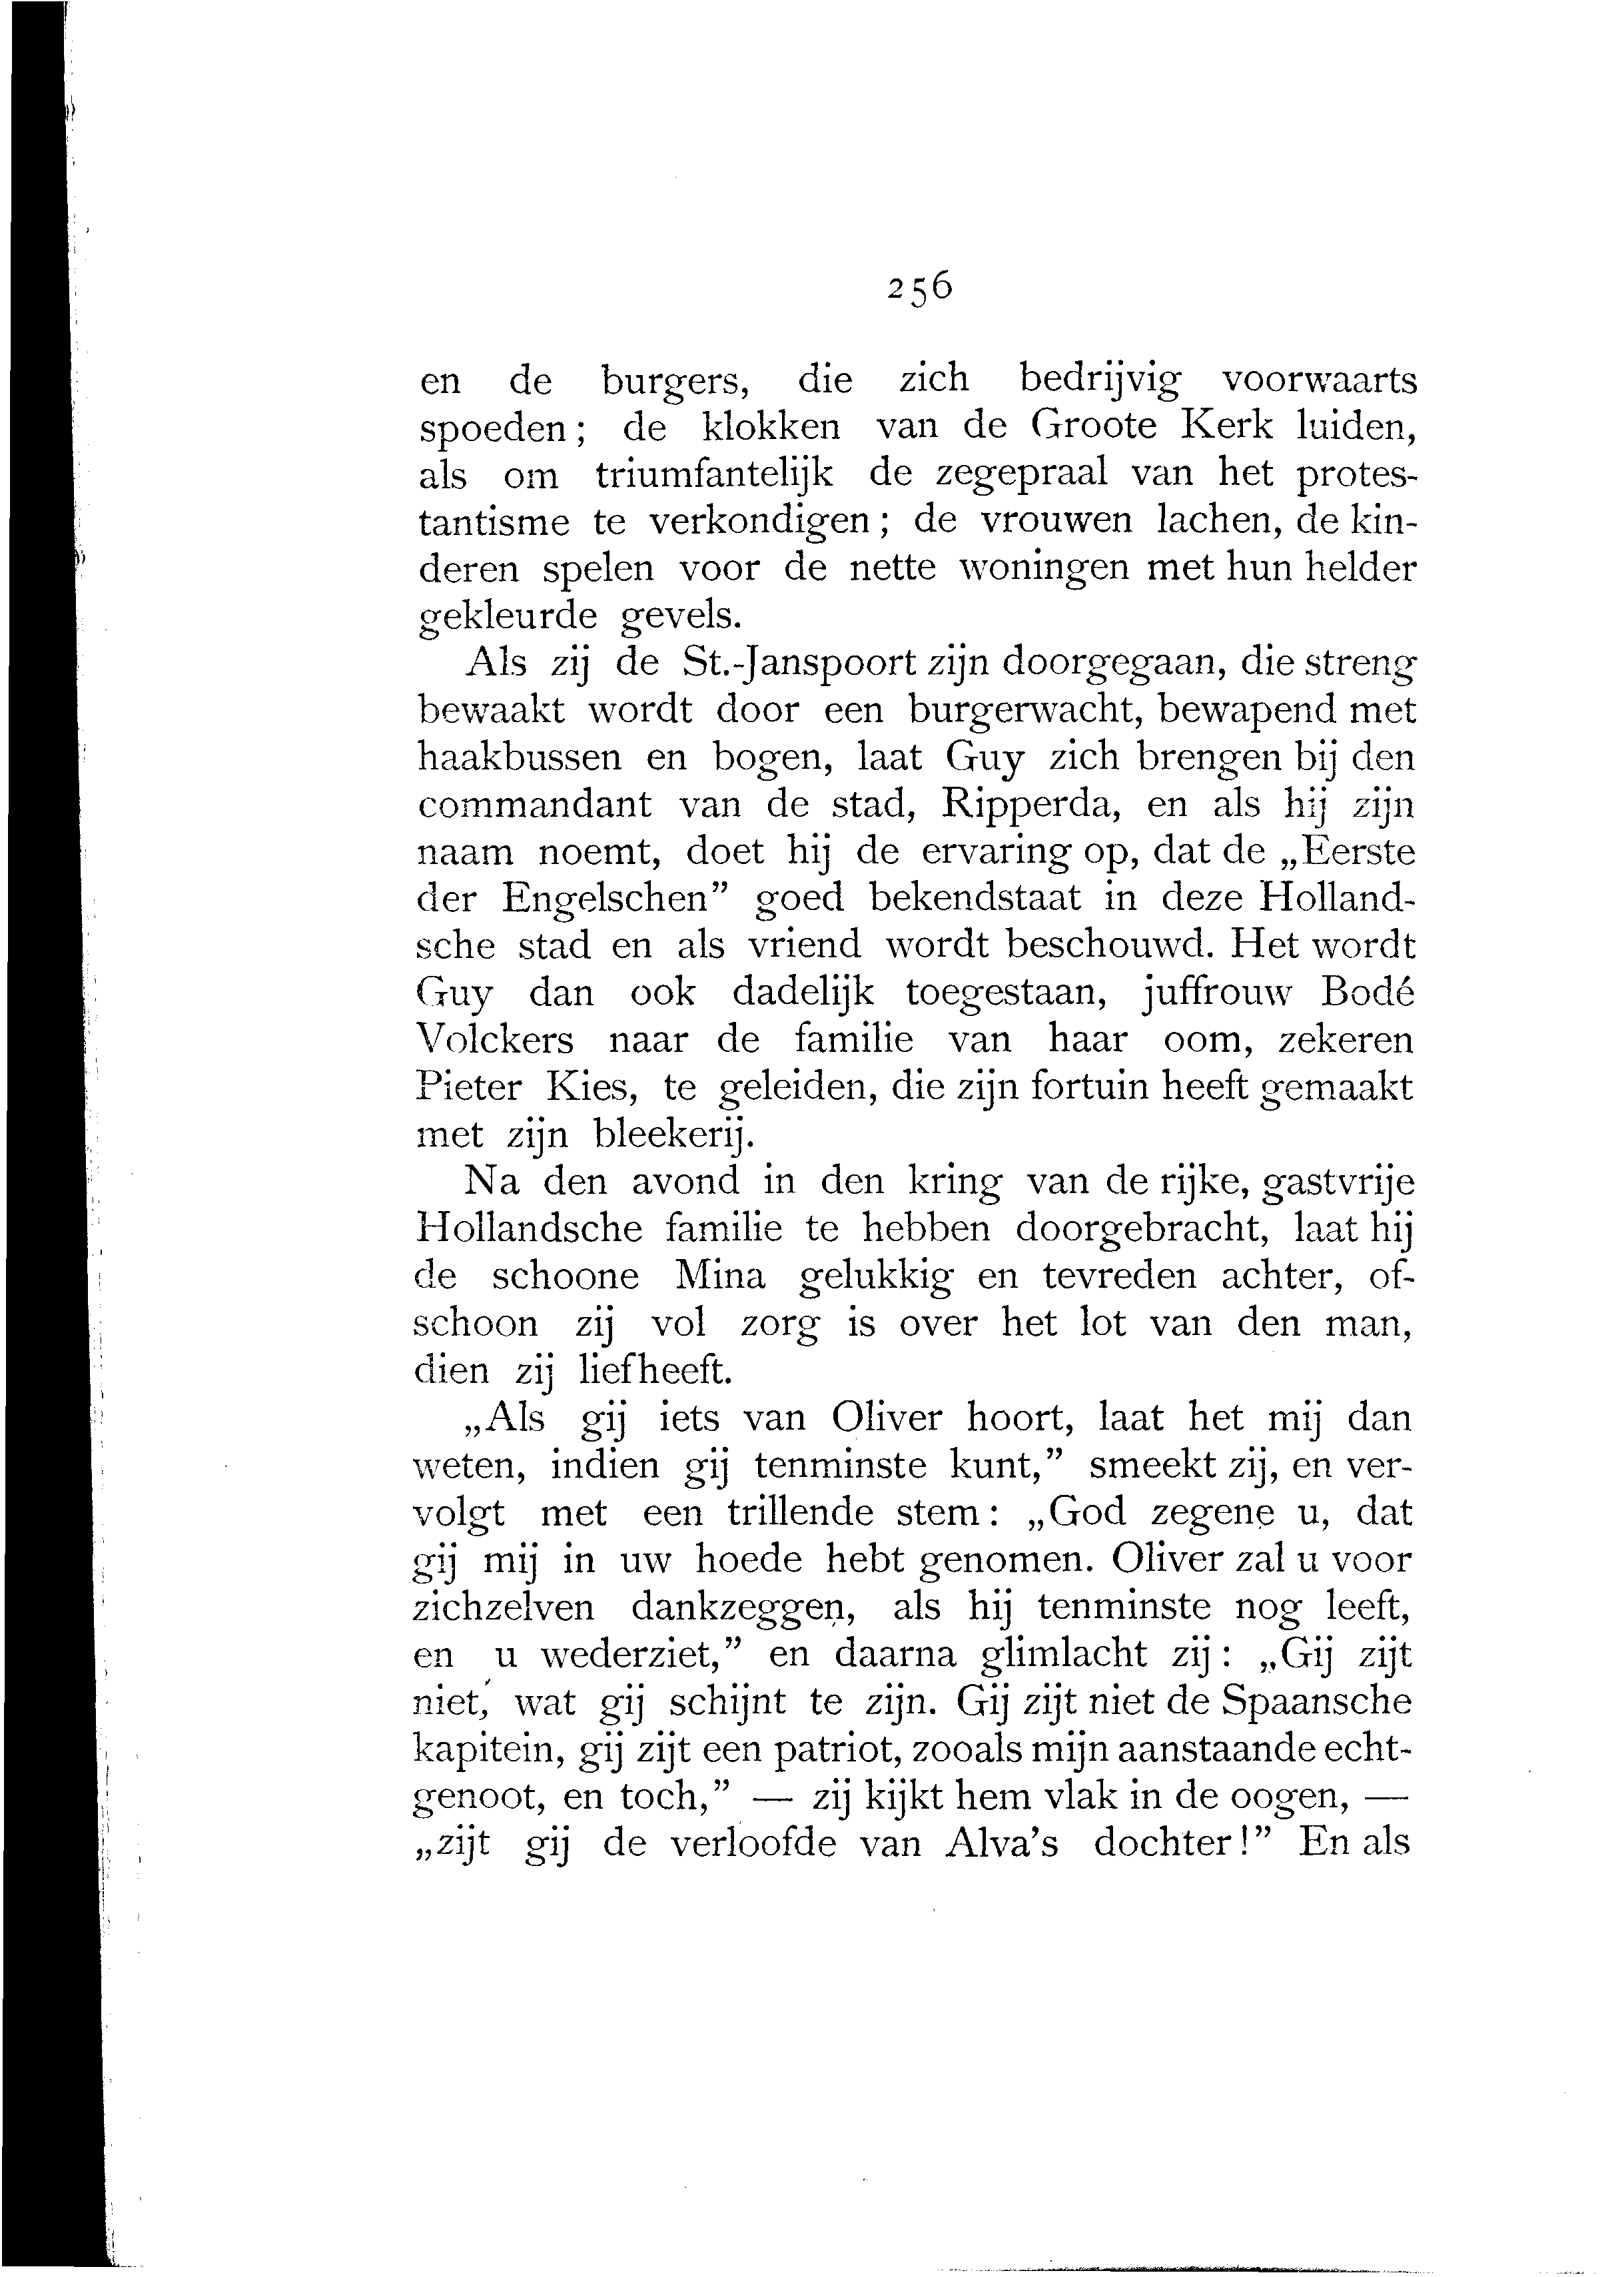 256
en de burgers, die zich bedrijvig voorwaarts
spoeden; de klokken van de Groote Kerk luiden,
als om triumfantelijk de zegepraal van het protes-
tantisme te verkondigen; de vrouwen lachen, de kin-
deren spelen voor de nette woningen met hun helder
gekleurde gevels.
Als zij de St.-Janspoort zijn doorgegaan, die streng
bewaakt wordt door een burgerwacht, bewapend met
haakbussen en bogen, laat Guy zich brengen bij den
commandant van de stad, Ripperda, en als hij zijn
naam noemt, doet hij de ervaring op, dat de „Eerste
der Engelschen” goed bekendstaat in deze Holland-
sche stad en als vriend wordt beschouwd. Het wordt
Guy dan ook dadelijk toegestaan, juffrouw Bodé
Volckers naar de familie van haar oom, zekeren
Pieter Kies, te geleiden, die zijn fortuin heeft gemaakt
met zijn bleekerij.
Na den avond in den kring van de rijke, gastvrije
Hollandsche familie te hebben doorgebracht, laat hij
de schoone Mina gelukkig en tevreden achter, of-
schoon zij vol zorg is over het lot van den man,
dien zij liefheeft.
„Als gij iets van Oliver hoort, laat het mij dan
weten, indien gij tenminste kunt,” smeekt zij, en ver-
volgt met een trillende stem: „God zegene u, dat
gij mij in uw hoede hebt genomen. Oliver zal u voor
zichzelven dankzeggen, als hij tenminste nog leeft,
en u wederziet,” en daarna glimlacht zij: „Gij zijt
niet, wat gij schijnt te zijn. Gij zijt niet de Spaansche
kapitein, gij zijt een patriot, zooals mijn aanstaande echt-
genoot, en toch,” — zij kijkt hem vlak in de oogen, —
„zijt gij de verloofde van Alva’s dochter!” En als